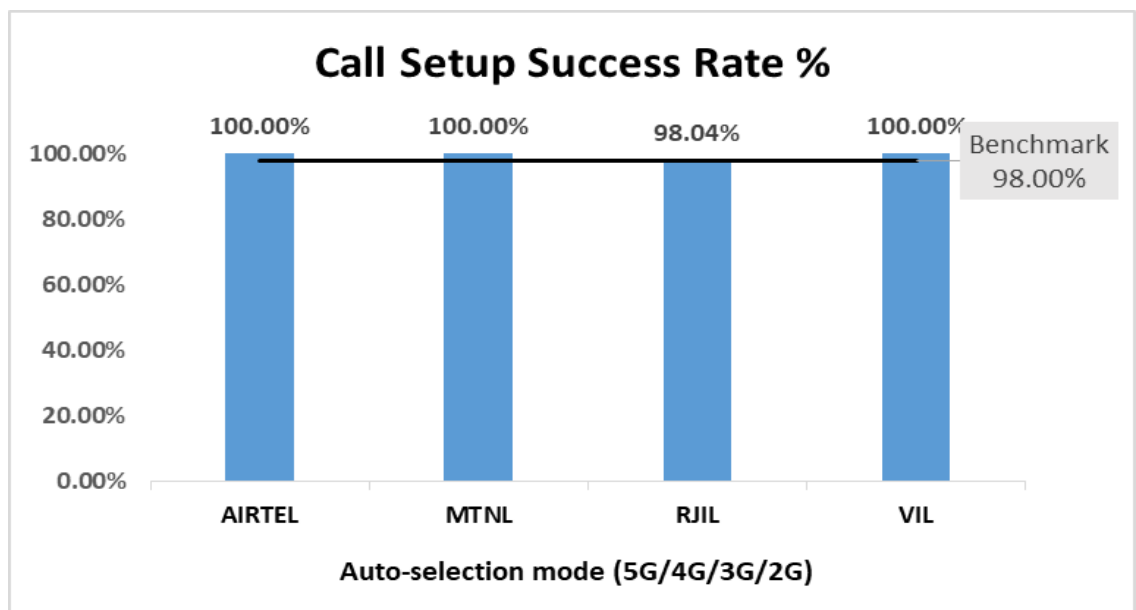 Call Setup Success Rate %
100.00%
100.00%
98.04%
100.00%
Benchmark
98.00%
100.00%
80.00%
60.00%
40.00%
20.00%
0.00%
AIRTEL
MTNL
RJIL
VIL
Auto-selection mode (5G/4G/3G/2G)